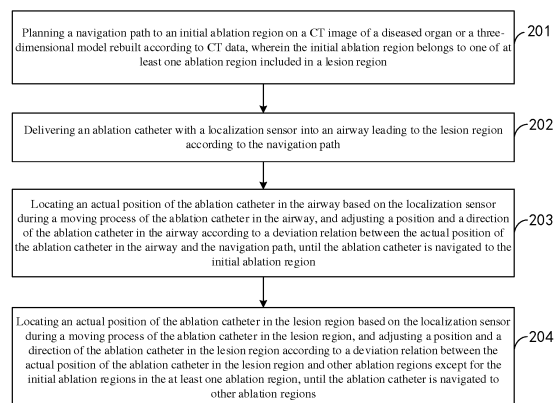 Planning a navigation path to an initial ablation region on a CT image of a diseased organ or a three-
dimensional model rebuilt according to CT data, wherein the initial ablation region belongs to one of at
least one ablation region included in a lesion region
201
Delivering an ablation catheter with a localization sensor into an airway leading to the lesion region
according to the navigation path
202
Locating an actual position of the ablation catheter in the airway based on the localization sensor
during a moving process of the ablation catheter in the airway, and adjusting a position and a direction
of the ablation catheter in the airway according to a deviation relation between the actual position of
the ablation catheter in the airway and the navigation path, until the ablation catheter is navigated to
the initial ablation region
203
Locating an actual position of the ablation catheter in the lesion region based on the localization sensor
during a moving process of the ablation catheter in the lesion region, and adjusting a position and a
direction of the ablation catheter in the lesion region according to a deviation relation between the
actual position of the ablation catheter in the lesion region and other ablation regions except for the
initial ablation regions in the at least one ablation region, until the ablation catheter is navigated to
other ablation regions
204